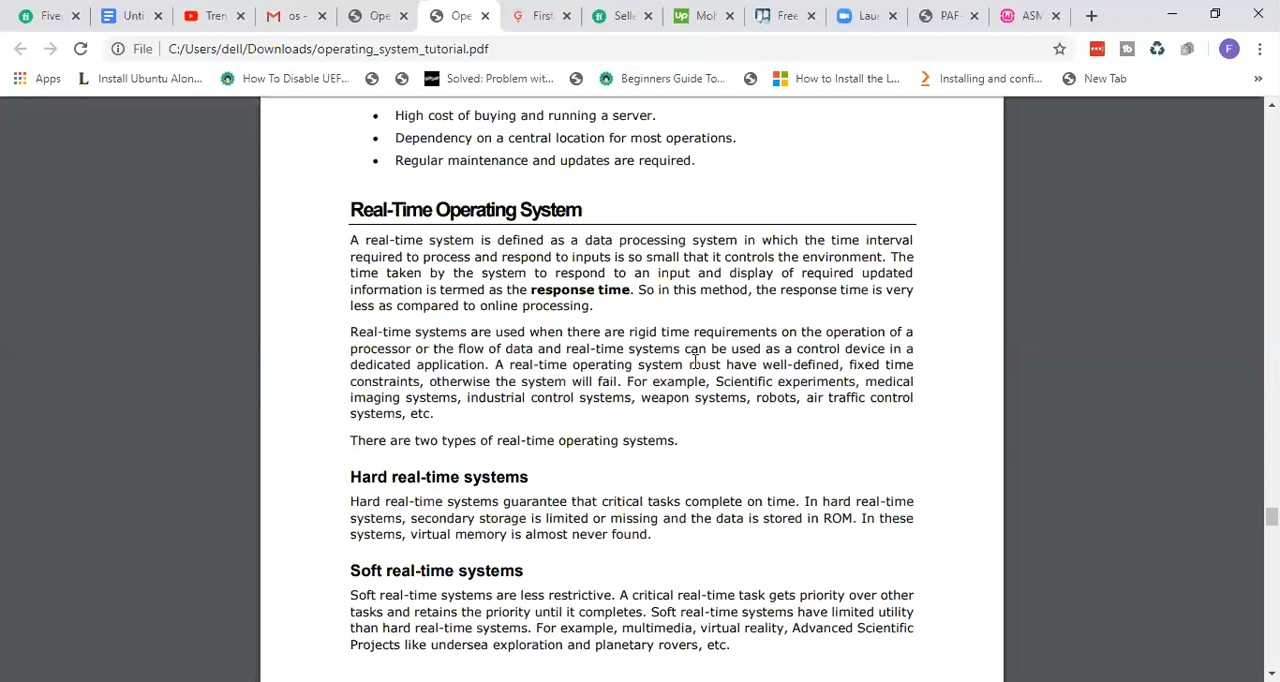 Five
Unti
Tren
os -
Ope
Ope
First
Selle
Moh
Free
Laun
PAF-
ASM
File C:/Users/dell/Downloads/operating_system_tutorial.pdf
F
Apps Install Ubuntu Alon... How To Disable UEF... Solved: Problem wit... Beginners Guide To... How to Install the L... Installing and confi... New Tab »
• High cost of buying and running a server.
• Dependency on a central location for most operations.
• Regular maintenance and updates are required.
Real-Time Operating System
A real-time system is defined as a data processing system in which the time interval
required to process and respond to inputs is so small that it controls the environment. The
time taken by the system to respond to an input and display of required updated
information is termed as the response time. So in this method, the response time is very
less as compared to online processing.
Real-time systems are used when there are rigid time requirements on the operation of a
processor or the flow of data and real-time systems can be used as a control device in a
dedicated application. A real-time operating system must have well-defined, fixed time
constraints, otherwise the system will fail. For example, Scientific experiments, medical
imaging systems, industrial control systems, weapon systems, robots, air traffic control
systems, etc.
There are two types of real-time operating systems.
Hard real-time systems
Hard real-time systems guarantee that critical tasks complete on time. In hard real-time
systems, secondary storage is limited or missing and the data is stored in ROM. In these
systems, virtual memory is almost never found.
Soft real-time systems
Soft real-time systems are less restrictive. A critical real-time task gets priority over other
tasks and retains the priority until it completes. Soft real-time systems have limited utility
than hard real-time systems. For example, multimedia, virtual reality, Advanced Scientific
Projects like undersea exploration and planetary rovers, etc.